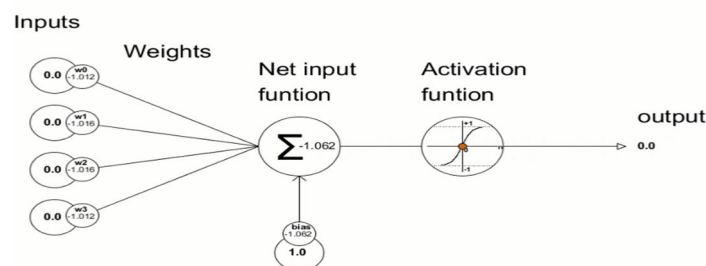 Inputs
Weights
Net input
funtion
Activation
funtion
output
0.0 w0 -1.012
0.0 w1 -1.016
0.0 w2 -1.016
0.0 w3 -1.012
Σ -1.062
+1
-1
0.0
bias
-1.062
1.0